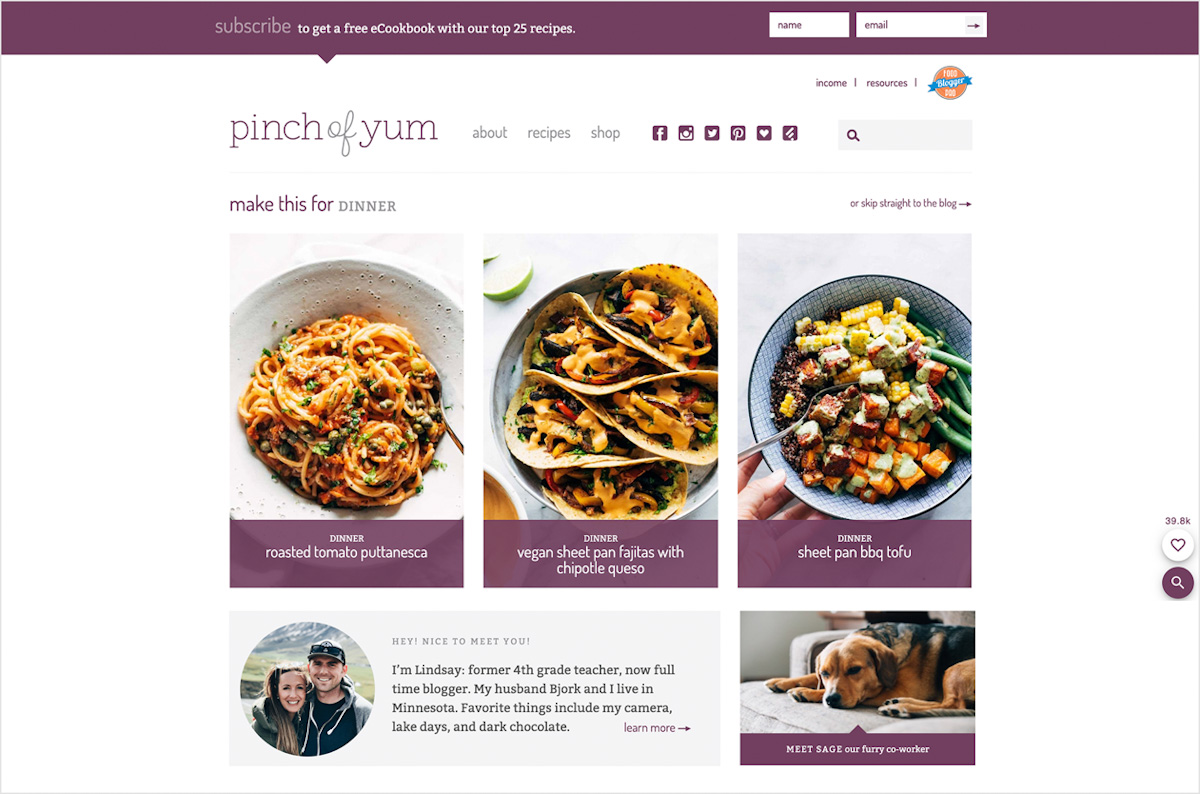 subscribe to get a free eCookbook with our top 25 recipes.
name
email
income | resources |
FOOD
Blogger
PRO
pinch of yum
about recipes shop
make this for DINNER
or skip straight to the blog
DINNER
roasted tomato puttanesca
DINNER
vegan sheet pan fajitas with
chipotle queso
DINNER
sheet pan bbq tofu
39.8k
HEY! NICE TO MEET YOU!
I'm Lindsay: former 4th grade teacher, now full
time blogger. My husband Bjork and I live in
Minnesota. Favorite things include my camera,
lake days, and dark chocolate.
learn more
MEET SAGE our furry co-worker